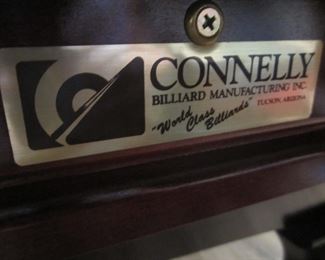 CONNELLY
BILLIARD MANUFACTURING INC.
"World Class Billiards" TUCSON, ARIZONA